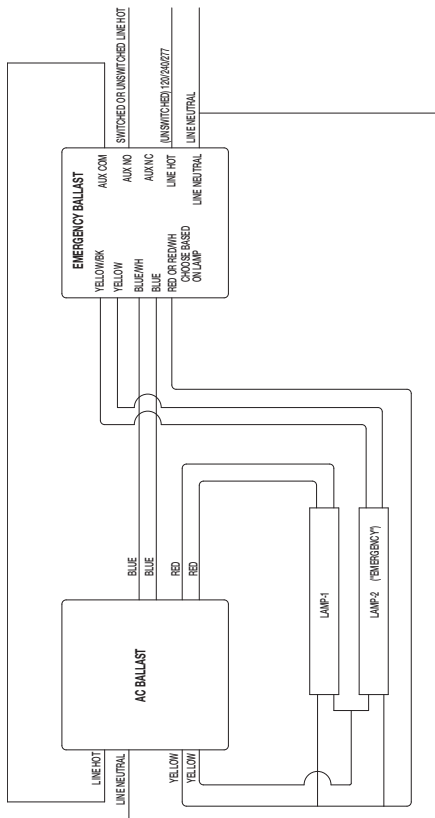 AC BALLAST
LINE HOT
LINE NEUTRAL
YELLOW
YELLOW
BLUE
BLUE
RED
RED
EMERGENCY BALLAST
YELLOW/BK
YELLOW
BLUE/WH
BLUE
RED OR RED/WH
CHOOSE BASED
ON LAMP
AUX COM
AUX NO
AUX NC
LINE HOT
LINE NEUTRAL
SWITCHED OR UNSWITCHED LINE HOT
(UNSWITCHED) 120/240/277
LINE NEUTRAL
LAMP-1
LAMP-2 ("EMERGENCY")